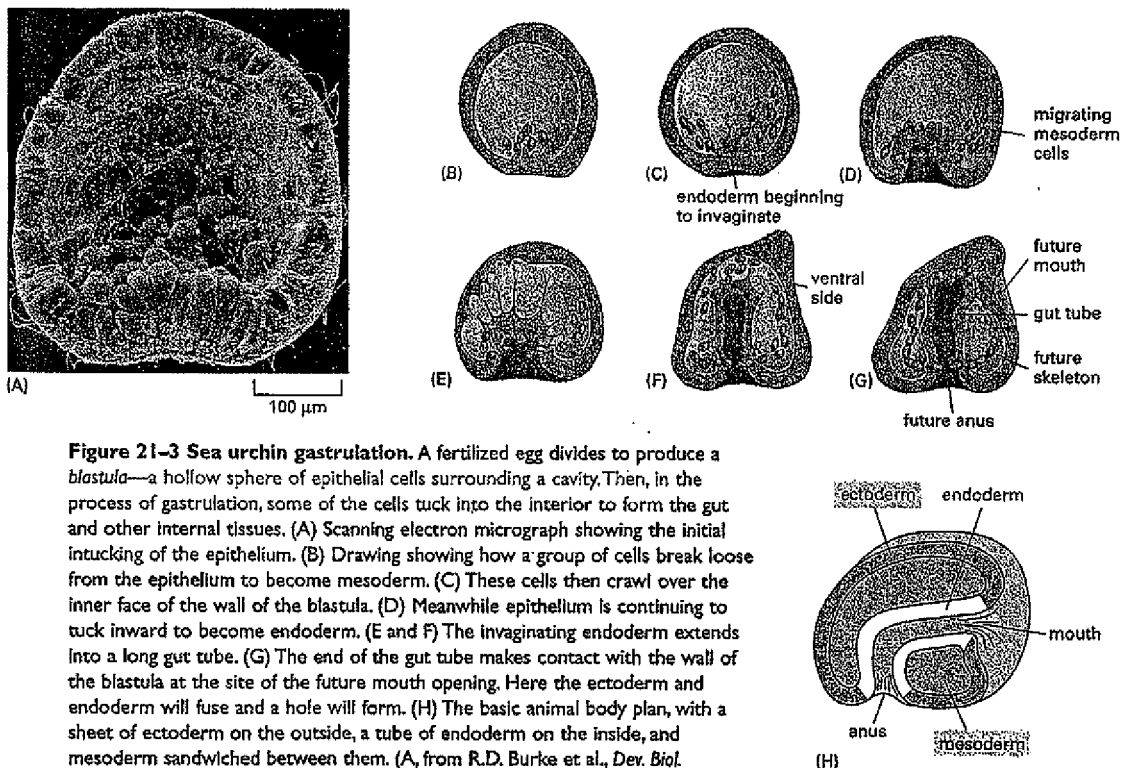 (A)
100 μm
(B)
(C)
endoderm beginning
to invaginate
(D)
migrating
mesoderm
cells
(E)
(F)
ventral
side
(G)
future
mouth
gut tube
future
skeleton
future anus
Figure 21–3 Sea urchin gastrulation. A fertilized egg divides to produce a
blastula—a hollow sphere of epithelial cells surrounding a cavity. Then, in the
process of gastrulation, some of the cells tuck into the interior to form the gut
and other internal tissues. (A) Scanning electron micrograph showing the initial
intucking of the epithelium. (B) Drawing showing how a group of cells break loose
from the epithelium to become mesoderm. (C) These cells then crawl over the
inner face of the wall of the blastula. (D) Meanwhile epithelium is continuing to
tuck inward to become endoderm. (E and F) The invaginating endoderm extends
into a long gut tube. (G) The end of the gut tube makes contact with the wall of
the blastula at the site of the future mouth opening. Here the ectoderm and
endoderm will fuse and a hole will form. (H) The basic animal body plan, with a
sheet of ectoderm on the outside, a tube of endoderm on the inside, and
mesoderm sandwiched between them. (A, from R.D. Burke et al., Dev. Biol.
ectoderm
endoderm
mouth
anus
mesoderm
(H)